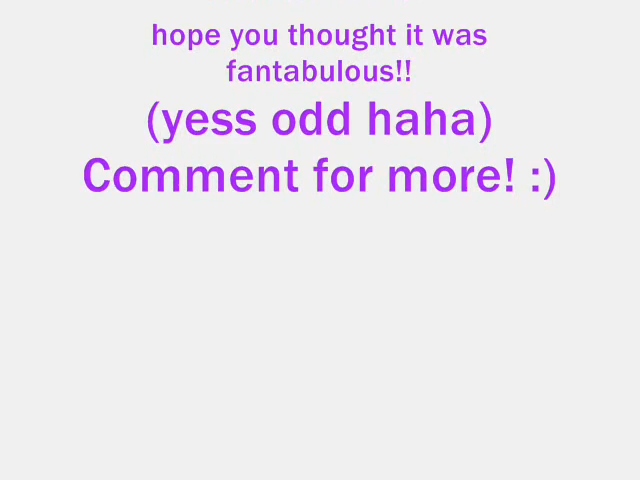 hope you thought it was
fantabulous!!
(yess odd haha)
Comment for more! :)